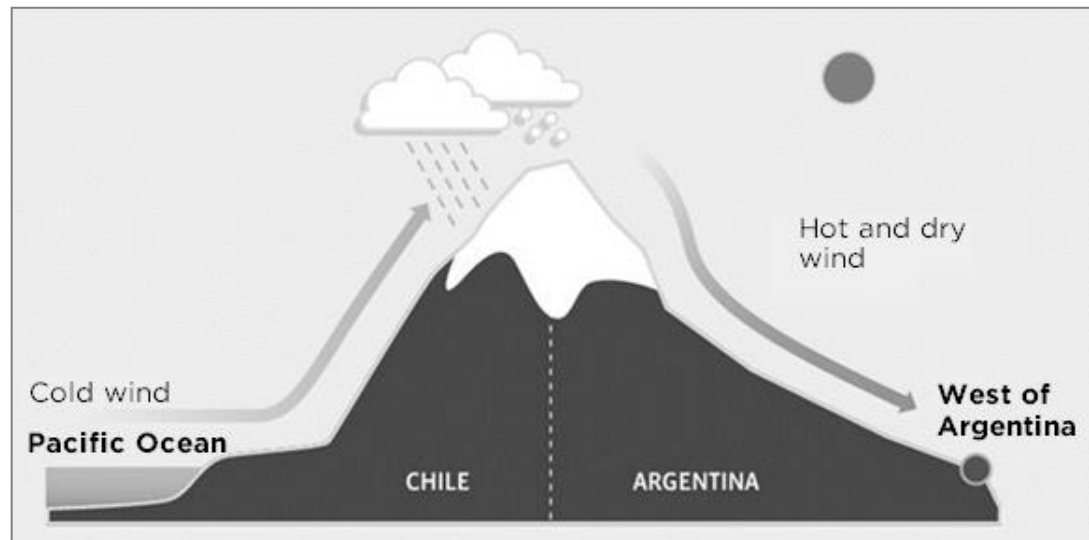 Hot and dry
wind
Cold wind
Pacific Ocean
West of
Argentina
CHILE
ARGENTINA